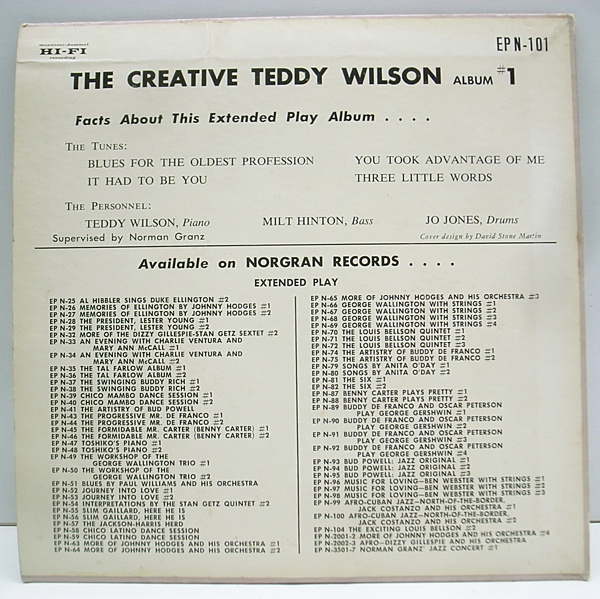 HI-FI
recording
EP N-101
THE CREATIVE TEDDY WILSON ALBUM #1
Facts About This Extended Play Album . . . .
THE TUNES:
BLUES FOR THE OLDEST PROFESSION
YOU TOOK ADVANTAGE OF ME
IT HAD TO BE YOU
THREE LITTLE WORDS
THE PERSONNEL:
TEDDY WILSON, Piano
MILT HINTON, Bass
JO JONES, Drums
Supervised by Norman Granz
Cover design by David Stone Martin
Available on NORGRAN RECORDS . . . .
EXTENDED PLAY
EP N-25 AL HIBBLER SINGS DUKE ELLINGTON #2
EP N-26 MEMORIES OF ELLINGTON BY JOHNNY HODGES #1
EP N-27 MEMORIES OF ELLINGTON BY JOHNNY HODGES #2
EP N-28 THE PRESIDENT, LESTER YOUNG #1
EP N-29 THE PRESIDENT, LESTER YOUNG #2
EP N-32 MORE OF THE DIZZY GILLESPIE-STAN GETZ SEXTET #2
EP N-33 AN EVENING WITH CHARLIE VENTURA AND
MARY ANN McCALL #1
EP N-34 AN EVENING WITH CHARLIE VENTURA AND
MARY ANN McCALL #2
EP N-35 THE TAL FARLOW ALBUM #1
EP N-36 THE TAL FARLOW ALBUM #2
EP N-37 THE SWINGING BUDDY RICH #1
EP N-38 THE SWINGING BUDDY RICH #2
EP N-39 CHICO MAMBO DANCE SESSION #1
EP N-40 CHICO MAMBO DANCE SESSION #2
EP N-41 THE ARTISTRY OF BUD POWELL
EP N-43 THE PROGRESSIVE MR. DE FRANCO #1
EP N-44 THE PROGRESSIVE MR. DE FRANCO #2
EP N-45 THE FORMIDABLE MR. CARTER (BENNY CARTER) #1
EP N-46 THE FORMIDABLE MR. CARTER (BENNY CARTER) #2
EP N-47 TOSHIKO'S PIANO #1
EP N-48 TOSHIKO'S PIANO #2
EP N-49 THE WORKSHOP OF THE
GEORGE WALLINGTON TRIO #1
EP N-50 THE WORKSHOP OF THE
GEORGE WALLINGTON TRIO #2
EP N-51 BLUES BY PAUL WILLIAMS AND HIS ORCHESTRA
EP N-52 JOURNEY INTO LOVE #1
EP N-53 JOURNEY INTO LOVE #2
EP N-54 INTERPRETATIONS BY THE STAN GETZ QUINTET #2
EP N-55 SLIM GAILLARD, HERE HE IS
EP N-56 SLIM GAILLARD, HERE HE IS
EP N-57 THE JACKSON-HARRIS HERD
EP N-58 CHICO LATINO DANCE SESSION
EP N-59 CHICO LATINO DANCE SESSION
EP N-63 MORE OF JOHNNY HODGES AND HIS ORCHESTRA #1
EP N-64 MORE OF JOHNNY HODGES AND HIS ORCHESTRA #2
EP N-65 MORE OF JOHNNY HODGES AND HIS ORCHESTRA #3
EP N-66 GEORGE WALLINGTON WITH STRINGS #1
EP N-67 GEORGE WALLINGTON WITH STRINGS #2
EP N-68 GEORGE WALLINGTON WITH STRINGS #3
EP N-69 GEORGE WALLINGTON WITH STRINGS #4
EP N-70 THE LOUIS BELLSON QUINTET #1
EP N-71 THE LOUIS BELLSON QUINTET #2
EP N-72 THE LOUIS BELLSON QUINTET #3
EP N-74 THE ARTISTRY OF BUDDY DE FRANCO #1
EP N-75 THE ARTISTRY OF BUDDY DE FRANCO #2
EP N-79 SONGS BY ANITA O'DAY #1
EP N-80 SONGS BY ANITA O'DAY #2
EP N-81 THE SIX #1
EP N-82 THE SIX #2
EP N-87 BENNY CARTER PLAYS PRETTY #1
EP N-88 BENNY CARTER PLAYS PRETTY #2
EP N-89 BUDDY DE FRANCO AND OSCAR PETERSON
PLAY GEORGE GERSHWIN #1
EP N-90 BUDDY DE FRANCO AND OSCAR PETERSON
PLAY GEORGE GERSHWIN #2
EP N-91 BUDDY DE FRANCO AND OSCAR PETERSON
PLAY GEORGE GERSHWIN #3
EP N-92 BUDDY DE FRANCO AND OSCAR PETERSON
PLAY GEORGE GERSHWIN #4
EP N-93 BUD POWELL: JAZZ ORIGINAL #1
EP N-94 BUD POWELL: JAZZ ORIGINAL #2
EP N-95 BUD POWELL: JAZZ ORIGINAL #3
EP N-96 MUSIC FOR LOVING—BEN WEBSTER WITH STRINGS #1
EP N-97 MUSIC FOR LOVING—BEN WEBSTER WITH STRINGS #2
EP N-98 MUSIC FOR LOVING—BEN WEBSTER WITH STRINGS #3
EP N-99 AFRO-CUBAN JAZZ—NORTH-OF-THE-BORDER,
JACK COSTANZO AND HIS ORCHESTRA #1
EP N-100 AFRO-CUBAN JAZZ—NORTH-OF-THE-BORDER,
JACK COSTANZO AND HIS ORCHESTRA #2
EP N-104 THE EXCITING LOUIS BELLSON #2
EP N-2001-2 MORE OF JOHNNY HODGES AND HIS ORCHESTRA #4
EP N-2002-3 AFRO—DIZZY GILLESPIE AND HIS ORCHESTRA
EP N-3501-7 NORMAN GRANZ' JAZZ CONCERT #1